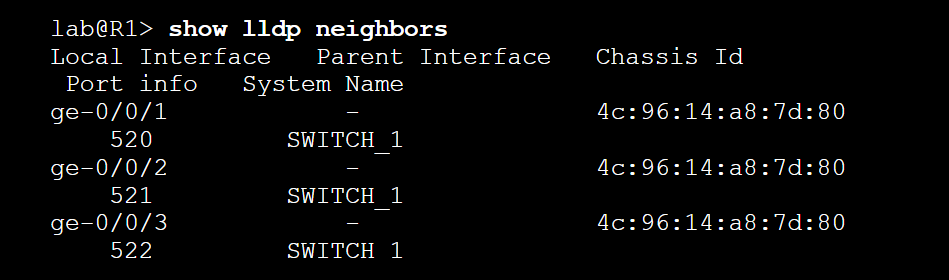 lab@R1> show lldp neighbors
Local Interface   Parent Interface   Chassis Id
 Port info   System Name
ge-0/0/1            -                4c:96:14:a8:7d:80
    520         SWITCH_1
ge-0/0/2            -                4c:96:14:a8:7d:80
    521         SWITCH_1
ge-0/0/3            -                4c:96:14:a8:7d:80
    522         SWITCH 1